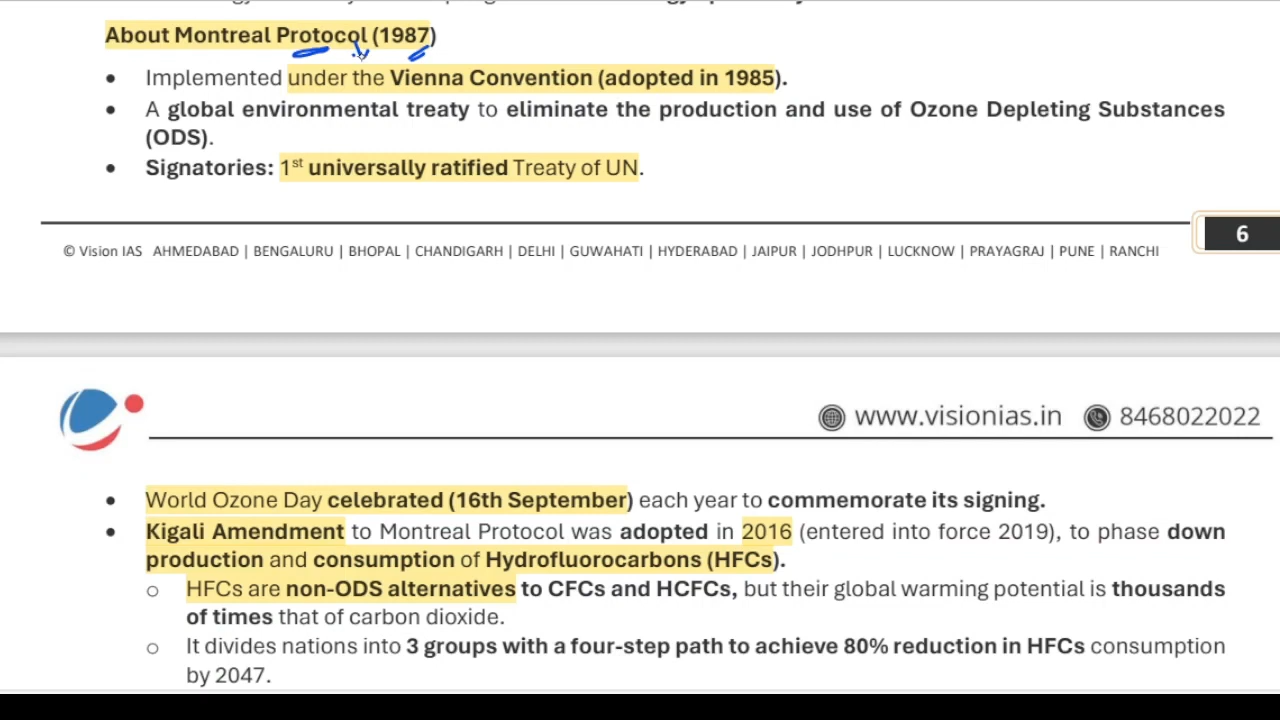 About Montreal Protocol (1987)
• Implemented under the Vienna Convention (adopted in 1985).
• A global environmental treaty to eliminate the production and use of Ozone Depleting Substances
(ODS).
• Signatories: 1st universally ratified Treaty of UN.
6
© Vision IAS AHMEDABAD | BENGALURU | BHOPAL | CHANDIGARH | DELHI | GUWAHATI | HYDERABAD | JAIPUR | JODHPUR | LUCKNOW | PRAYAGRAJ | PUNE | RANCHI
www.visionias.in 8468022022
• World Ozone Day celebrated (16th September) each year to commemorate its signing.
• Kigali Amendment to Montreal Protocol was adopted in 2016 (entered into force 2019), to phase down
production and consumption of Hydrofluorocarbons (HFCs).
○ HFCs are non-ODS alternatives to CFCs and HCFCs, but their global warming potential is thousands
of times that of carbon dioxide.
○ It divides nations into 3 groups with a four-step path to achieve 80% reduction in HFCs consumption
by 2047.